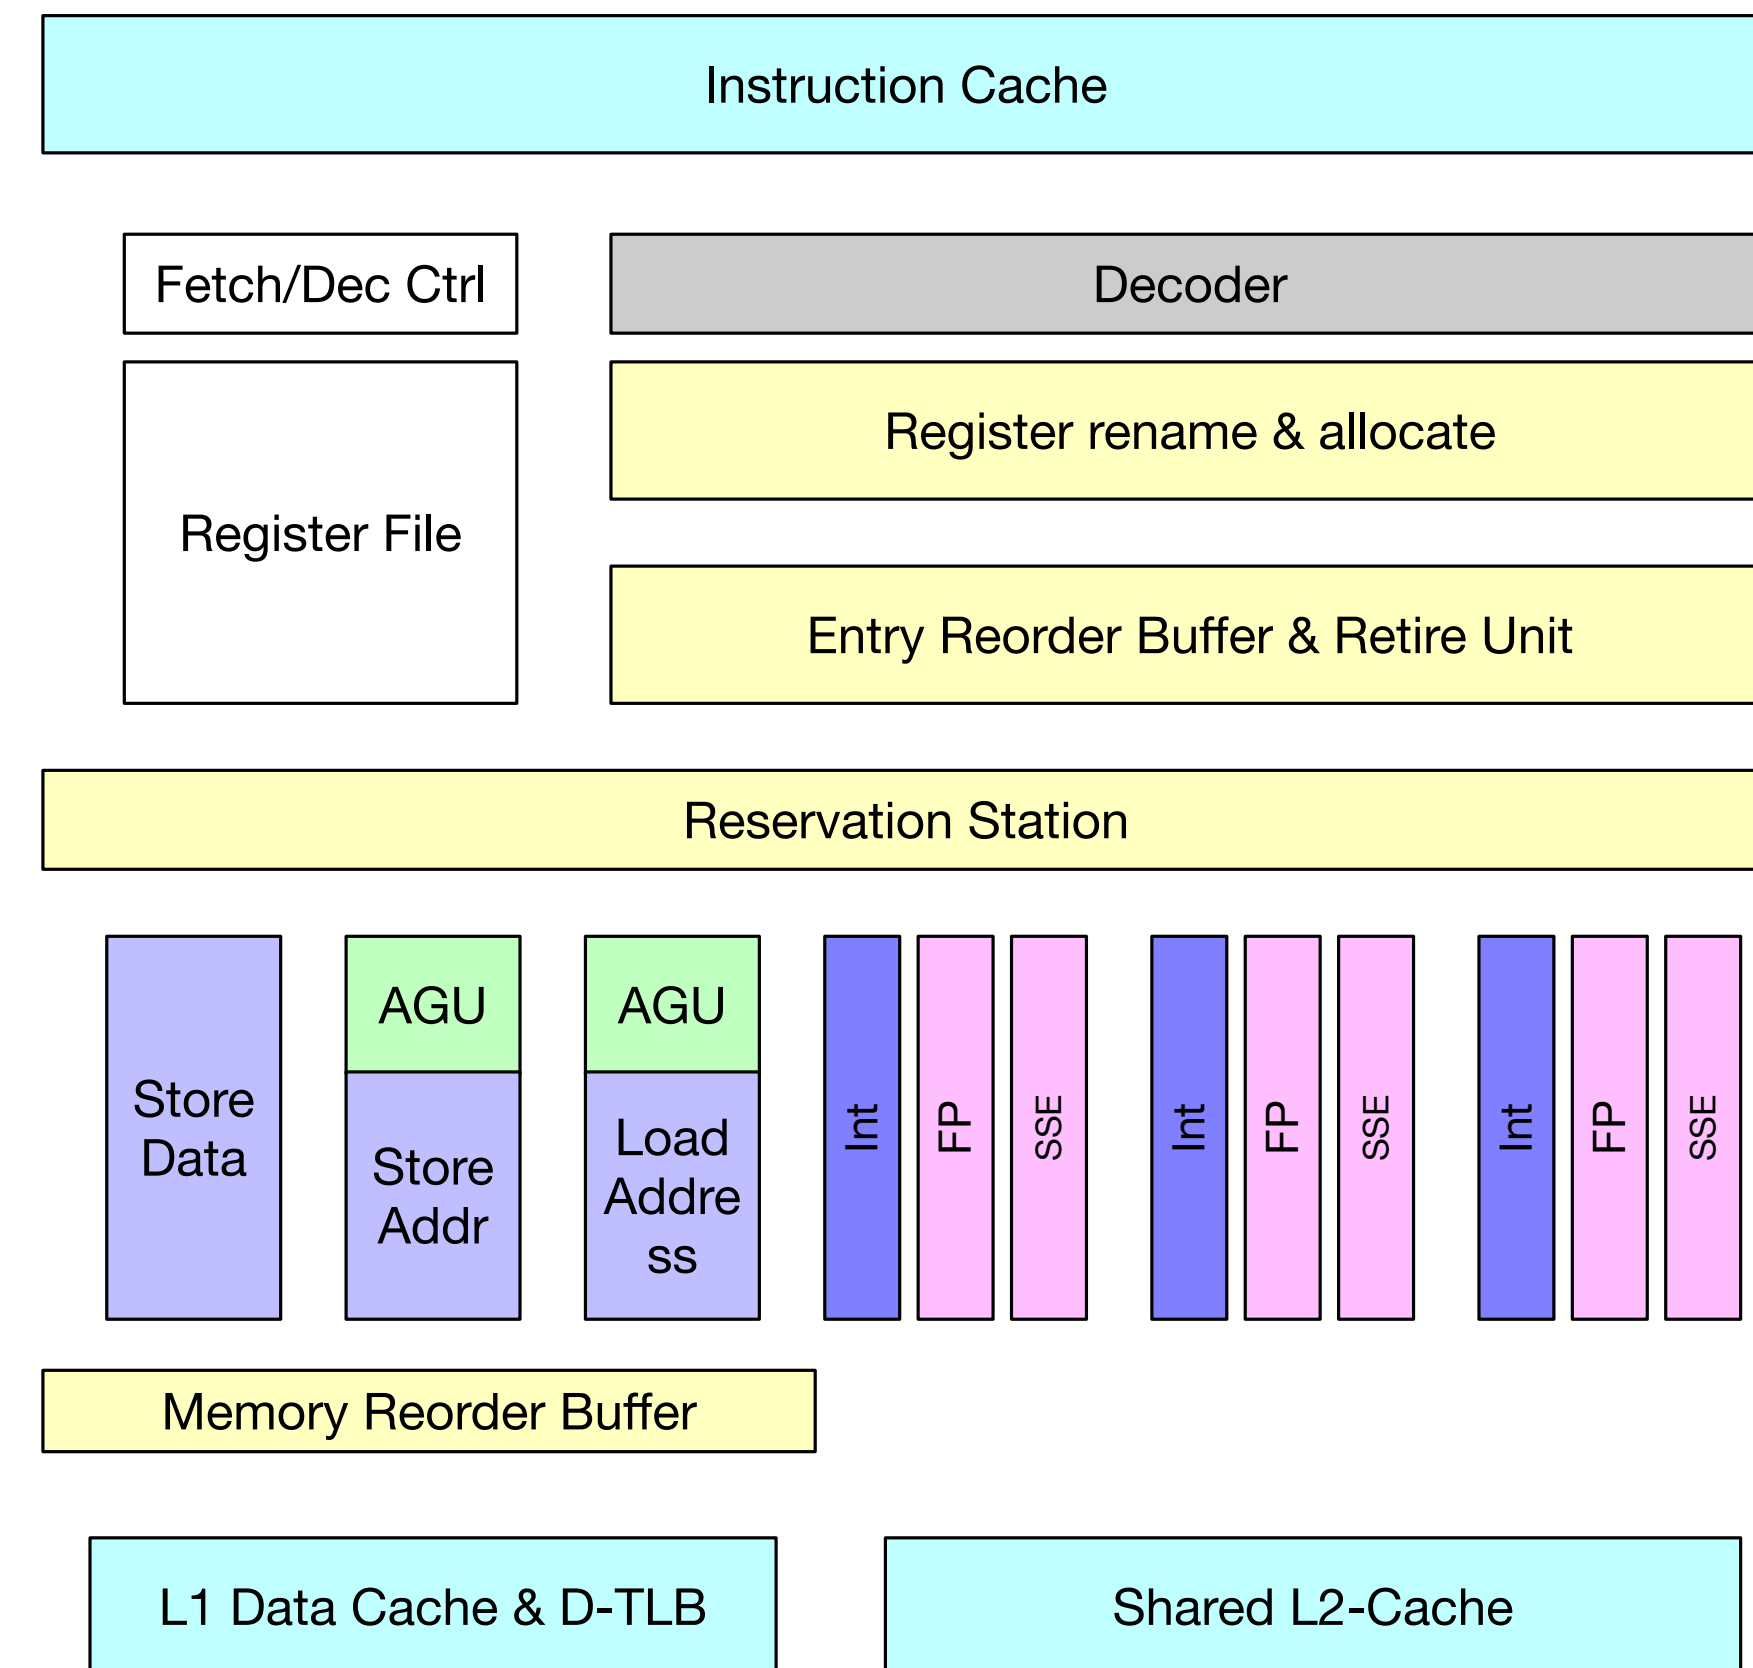 Instruction Cache
Fetch/Dec Ctrl
Decoder
Register File
Register rename & allocate
Entry Reorder Buffer & Retire Unit
Reservation Station
Store
Data
AGU
Store
Addr
AGU
Load
Addre
ss
Int
FP
SSE
Int
FP
SSE
Int
FP
SSE
Memory Reorder Buffer
L1 Data Cache & D-TLB
Shared L2-Cache